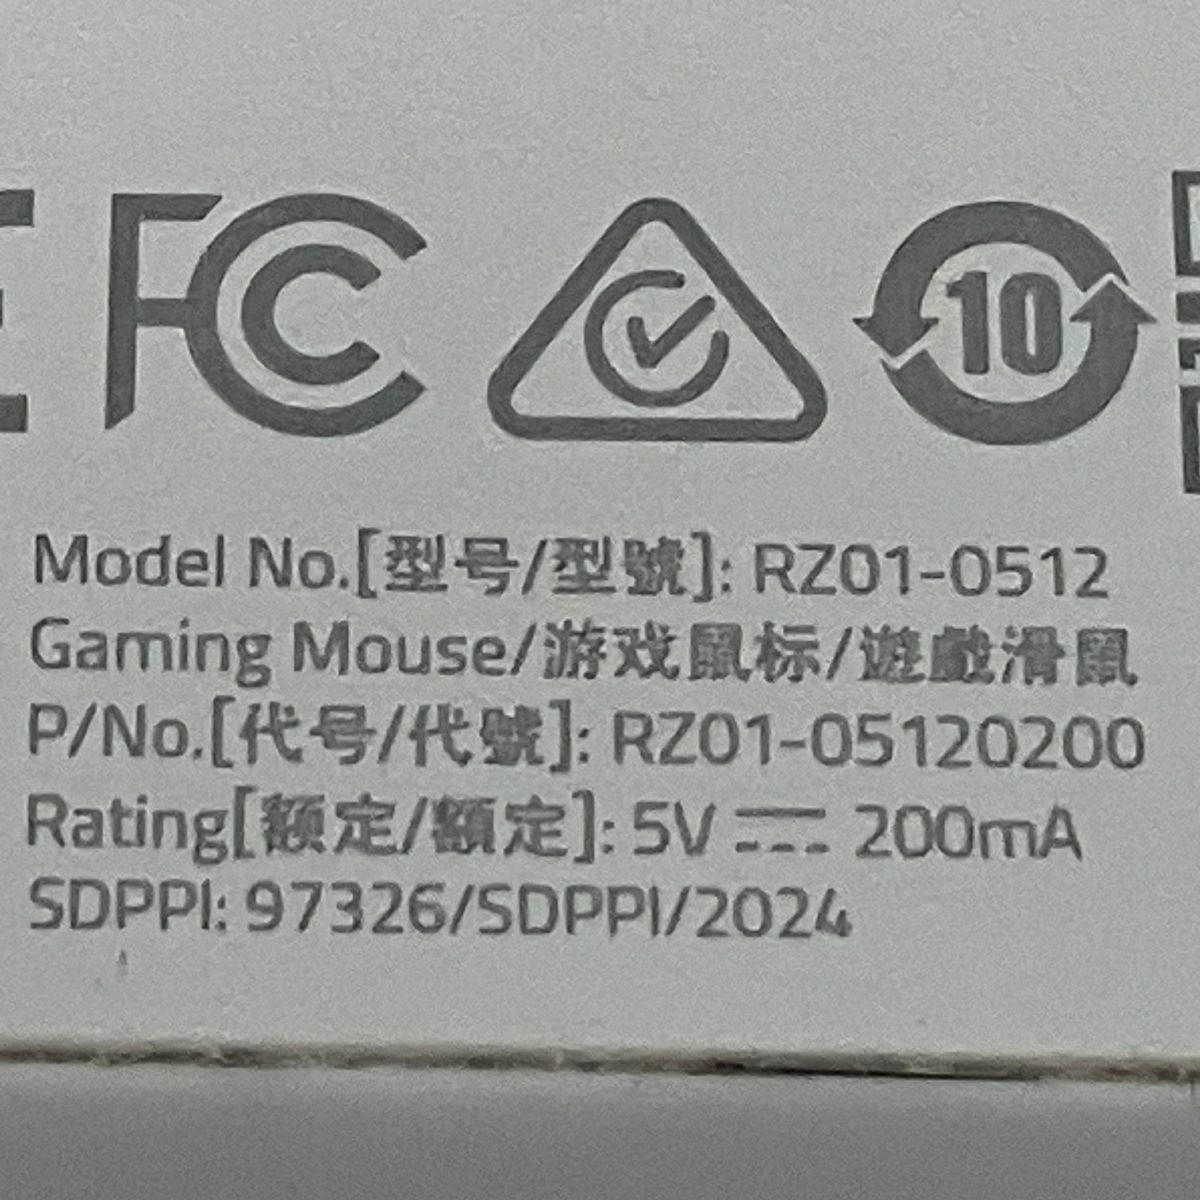 FCC
10
Model No.[型号/型號]: RZ01-0512
Gaming Mouse/游戏鼠标/遊戲滑鼠
P/No.[代号/代號]: RZ01-05120200
Rating[额定/額定]: 5V ⎓ 200mA
SDPPI: 97326/SDPPI/2024